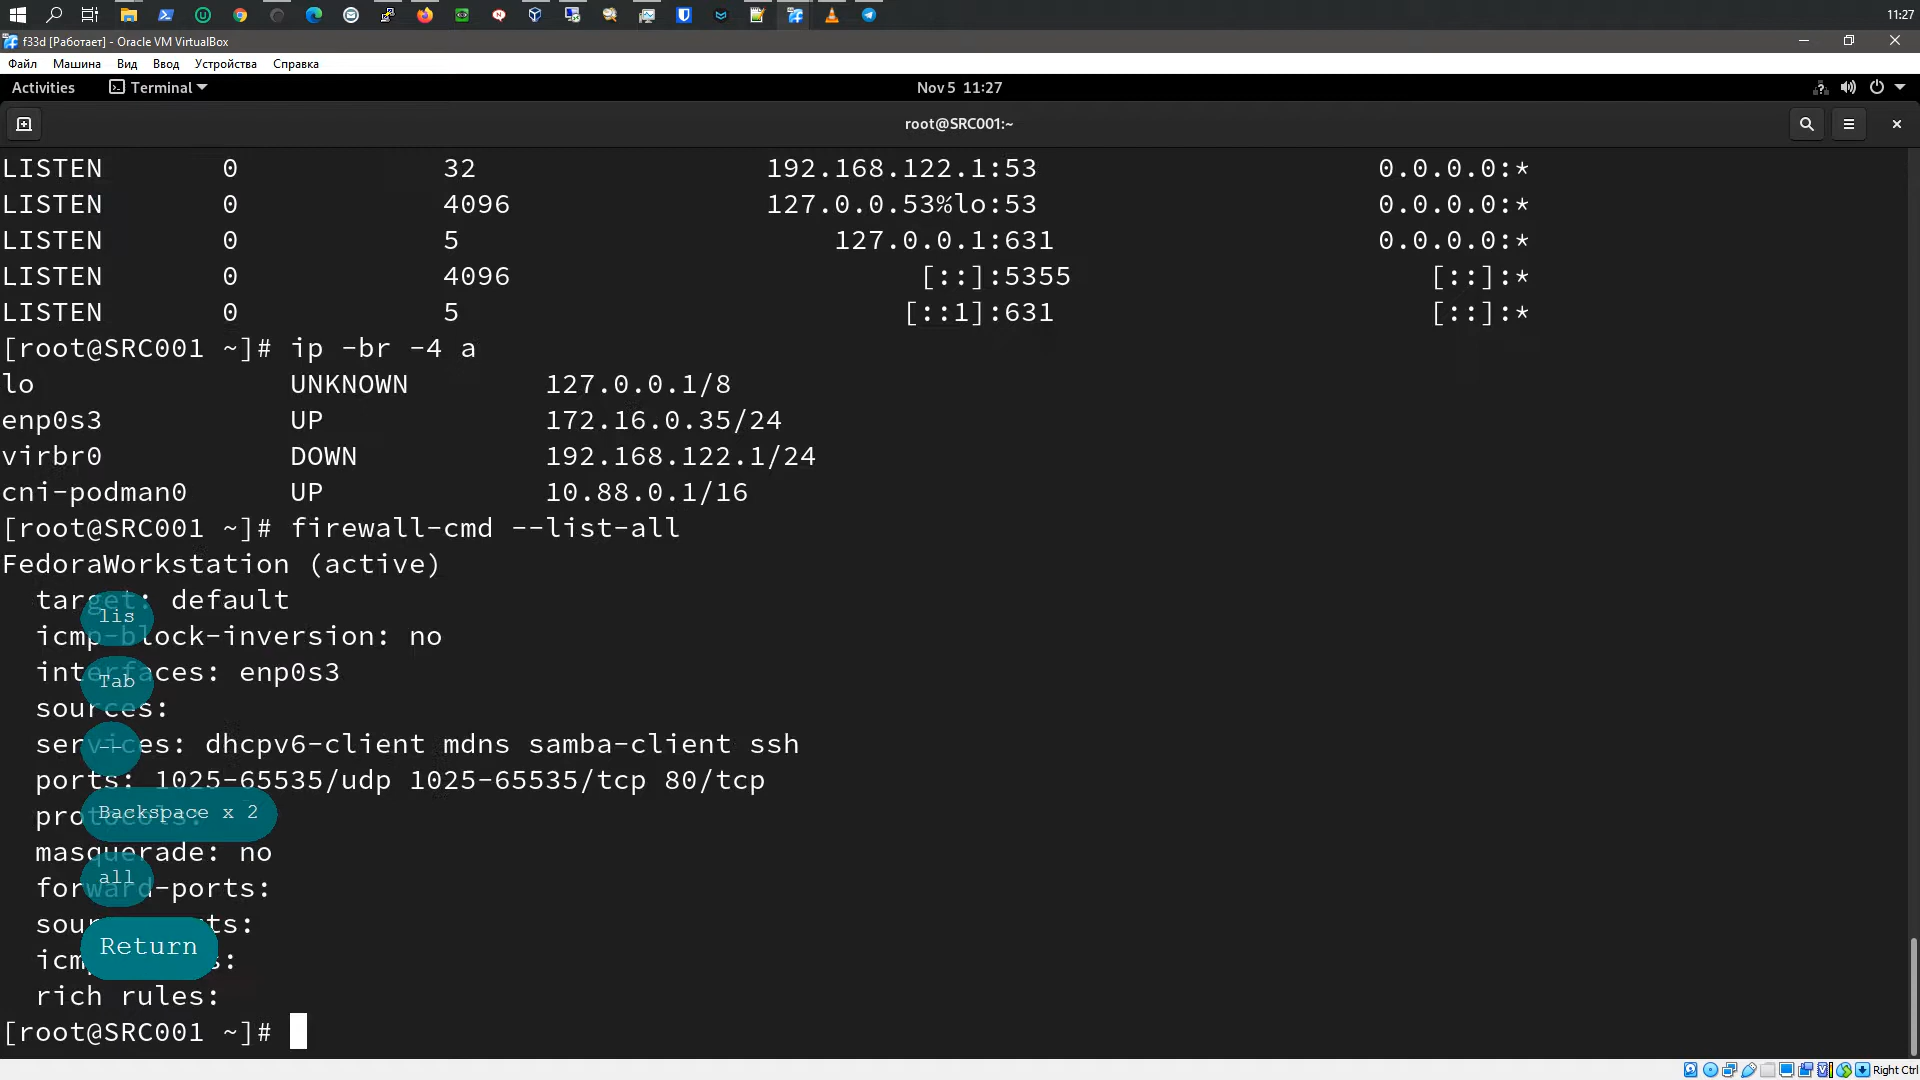 11:27
f33d [Работает] - Oracle VM VirtualBox
Файл Машина Вид Ввод Устройства Справка
Activities Terminal Nov 5 11:27
root@SRC001:~
LISTEN 0 32 192.168.122.1:53 0.0.0.0:*
LISTEN 0 4096 127.0.0.53%lo:53 0.0.0.0:*
LISTEN 0 5 127.0.0.1:631 0.0.0.0:*
LISTEN 0 4096 [::]:5355 [::]:*
LISTEN 0 5 [::1]:631 [::]:*
[root@SRC001 ~]# ip -br -4 a
lo UNKNOWN 127.0.0.1/8
enp0s3 UP 172.16.0.35/24
virbr0 DOWN 192.168.122.1/24
cni-podman0 UP 10.88.0.1/16
[root@SRC001 ~]# firewall-cmd --list-all
FedoraWorkstation (active)
target: default
lis
icmp-block-inversion: no
interfaces: enp0s3
Tab
sources:
services: dhcpv6-client mdns samba-client ssh
--
ports: 1025-65535/udp 1025-65535/tcp 80/tcp
protocols:
Backspace x 2
masquerade: no
all
forward-ports:
Return
rich rules:
[root@SRC001 ~]#
Right Ctrl